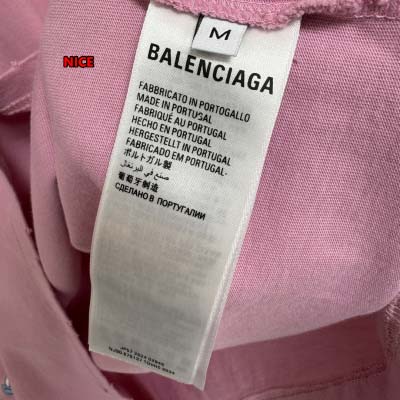 M
NICE
BALENCIAGA
FABBRICATO IN PORTOGALLO
MADE IN PORTUGAL
FABRIQUÉ AU PORTUGAL
HECHO EN PORTUGAL
HERGESTELLT IN PORTUGAL
FABRICADO EM PORTUGAL
ポルトガル製
صنع في البرتغال
葡萄牙制造
СДЕЛАНО В ПОРТУГАЛИИ